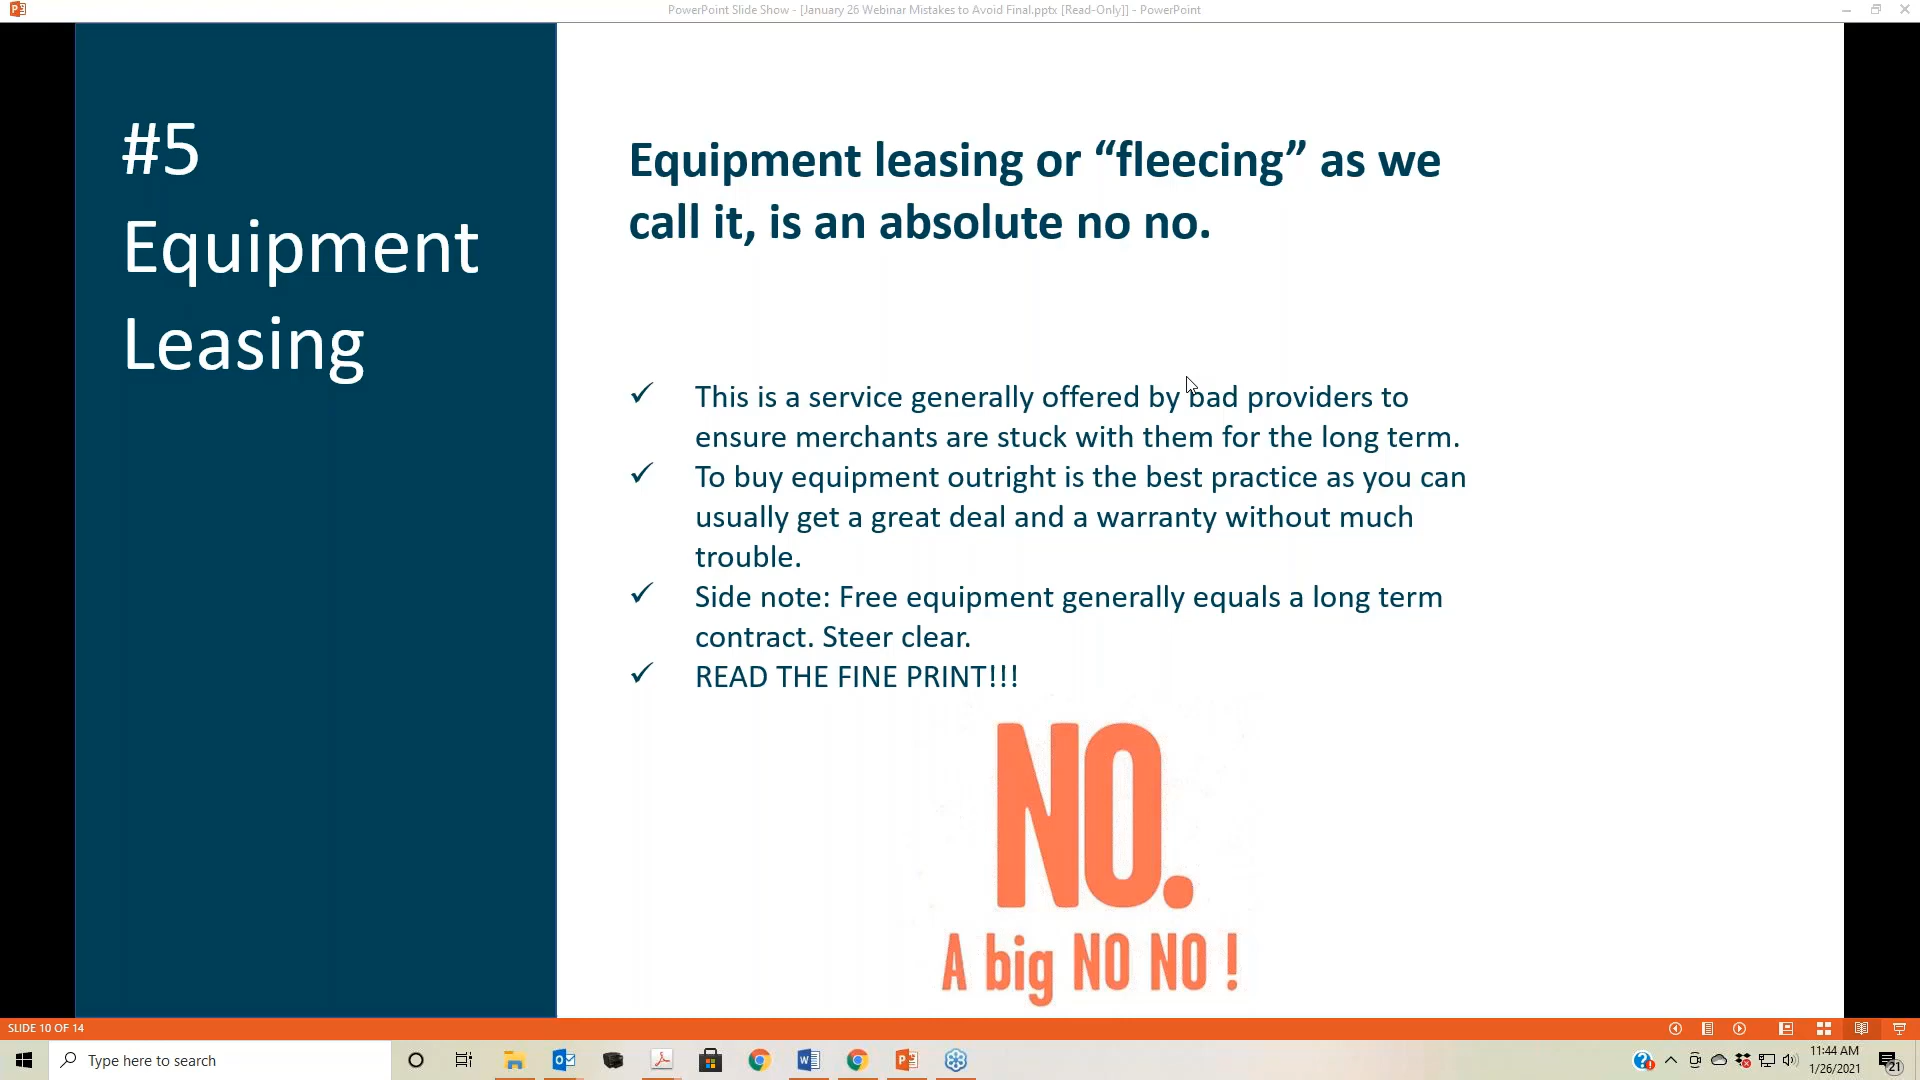 PowerPoint Slide Show - [January 26 Webinar Mistakes to Avoid Final.pptx [Read-Only]] - PowerPoint
#5
Equipment
Leasing
Equipment leasing or “fleecing” as we
call it, is an absolute no no.
✓ This is a service generally offered by bad providers to
ensure merchants are stuck with them for the long term.
✓ To buy equipment outright is the best practice as you can
usually get a great deal and a warranty without much
trouble.
✓ Side note: Free equipment generally equals a long term
contract. Steer clear.
✓ READ THE FINE PRINT!!!
NO.
A big NO NO !
SLIDE 10 OF 14
Type here to search
11:44 AM
1/26/2021
21